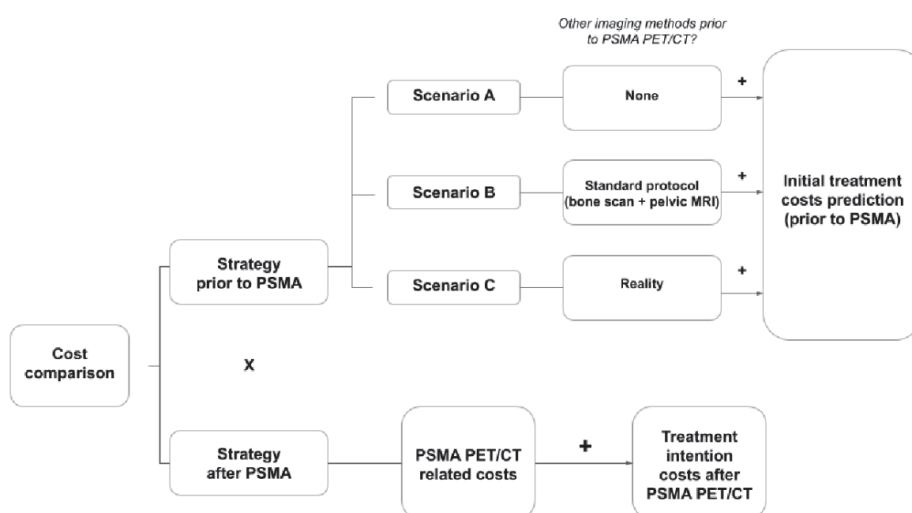 Other imaging methods prior
to PSMA PET/CT?
Scenario A
None
+
Scenario B
Standard protocol
(bone scan + pelvic MRI)
+
Initial treatment
costs prediction
(prior to PSMA)
Strategy
prior to PSMA
Scenario C
Reality
+
Cost
comparison
X
Strategy
after PSMA
PSMA PET/CT
related costs
+
Treatment
intention
costs after
PSMA PET/CT